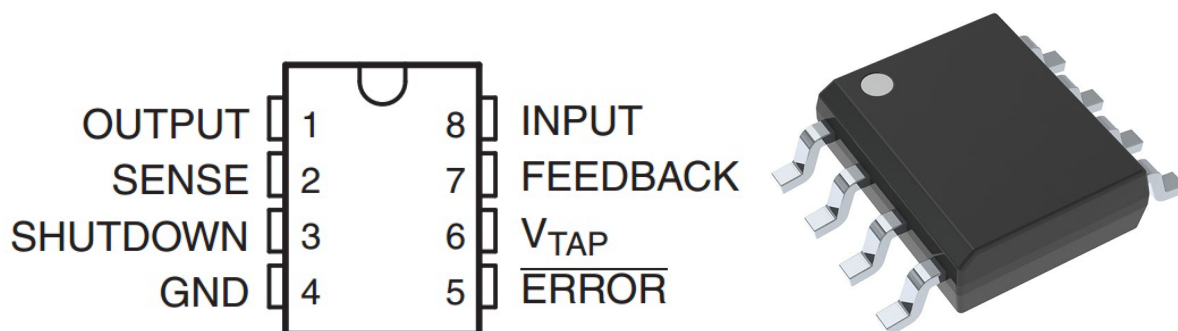 OUTPUT 1 8 INPUT
SENSE 2 7 FEEDBACK
SHUTDOWN 3 6 VTAP
GND 4 5 ERROR